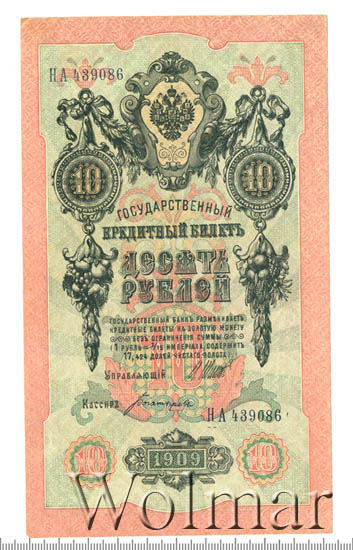 НА 439086
10 10
ГОСУДАРСТВЕННЫЙ
КРЕДИТНЫЙ БИЛЕТЪ
ДЕСЯТЬ
РУБЛЕЙ
ГОСУДАРСТВЕННЫЙ БАНКЪ РАЗМѢНИВАЕТЪ
КРЕДИТНЫЕ БИЛЕТЫ НА ЗОЛОТУЮ МОНЕТУ
БЕЗЪ ОГРАНИЧЕНІЯ СУММЫ
(1 РУБЛЬ = 1/15 ИМПЕРІАЛА, СОДЕРЖИТЪ
17,424 ДОЛЕЙ ЧИСТАГО ЗОЛОТА)
Управляющій
10
Кассиръ
НА 439086
10 1909 10
Wolmar